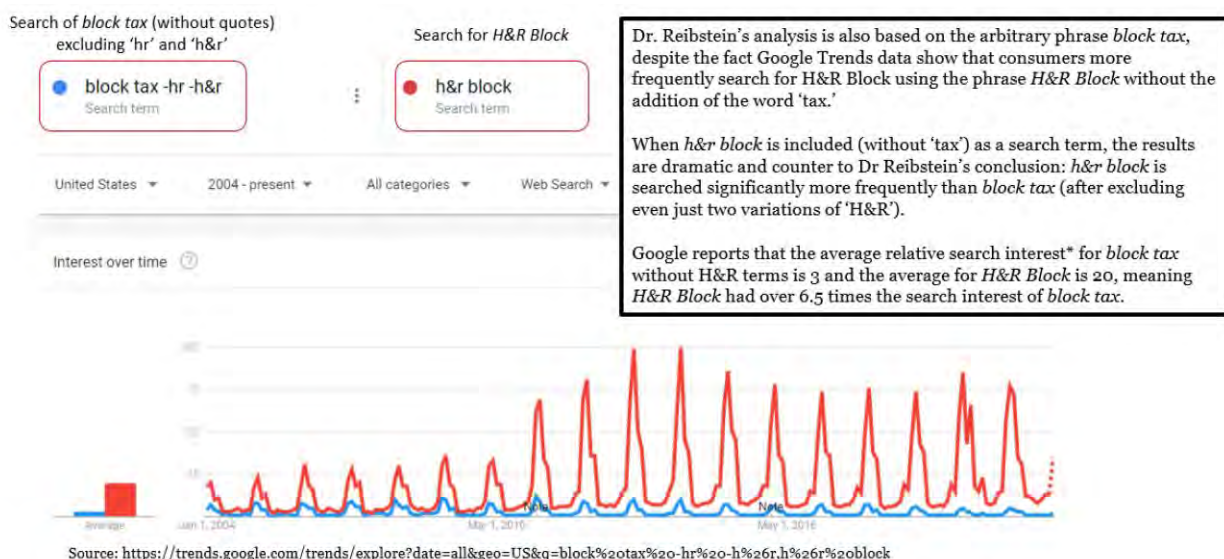 Search of block tax (without quotes)
excluding ‘hr’ and ‘h&r’
Search for H&R Block
block tax -hr -h&r
Search term
h&r block
Search term
United States
2004 - present
All categories
Web Search
Interest over time
Dr. Reibstein’s analysis is also based on the arbitrary phrase block tax,
despite the fact Google Trends data show that consumers more
frequently search for H&R Block using the phrase H&R Block without the
addition of the word ‘tax.’
When h&r block is included (without ‘tax’) as a search term, the results
are dramatic and counter to Dr Reibstein’s conclusion: h&r block is
searched significantly more frequently than block tax (after excluding
even just two variations of ‘H&R’).
Google reports that the average relative search interest* for block tax
without H&R terms is 3 and the average for H&R Block is 20, meaning
H&R Block had over 6.5 times the search interest of block tax.
Note
Note
Average
Jan 1, 2004
May 1, 2010
May 1, 2016
Source: https://trends.google.com/trends/explore?date=all&geo=US&q=block%20tax%20-hr%20-h%26r,h%26r%20block